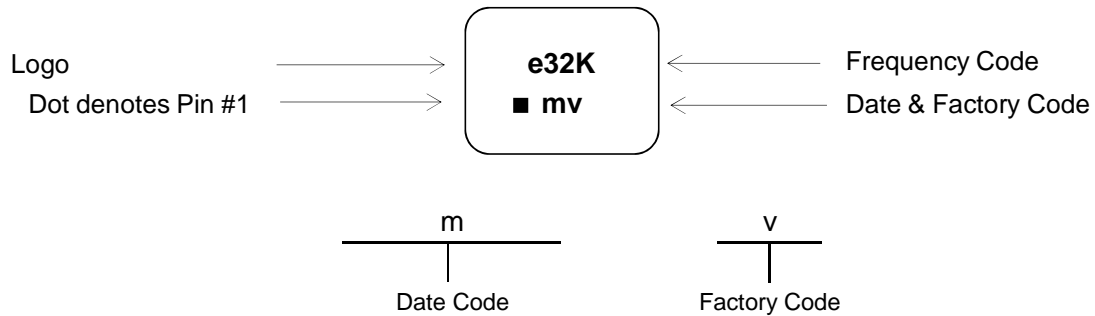 Logo
e32K
Frequency Code
Dot denotes Pin #1
■ mv
Date & Factory Code
m
v
Date Code
Factory Code